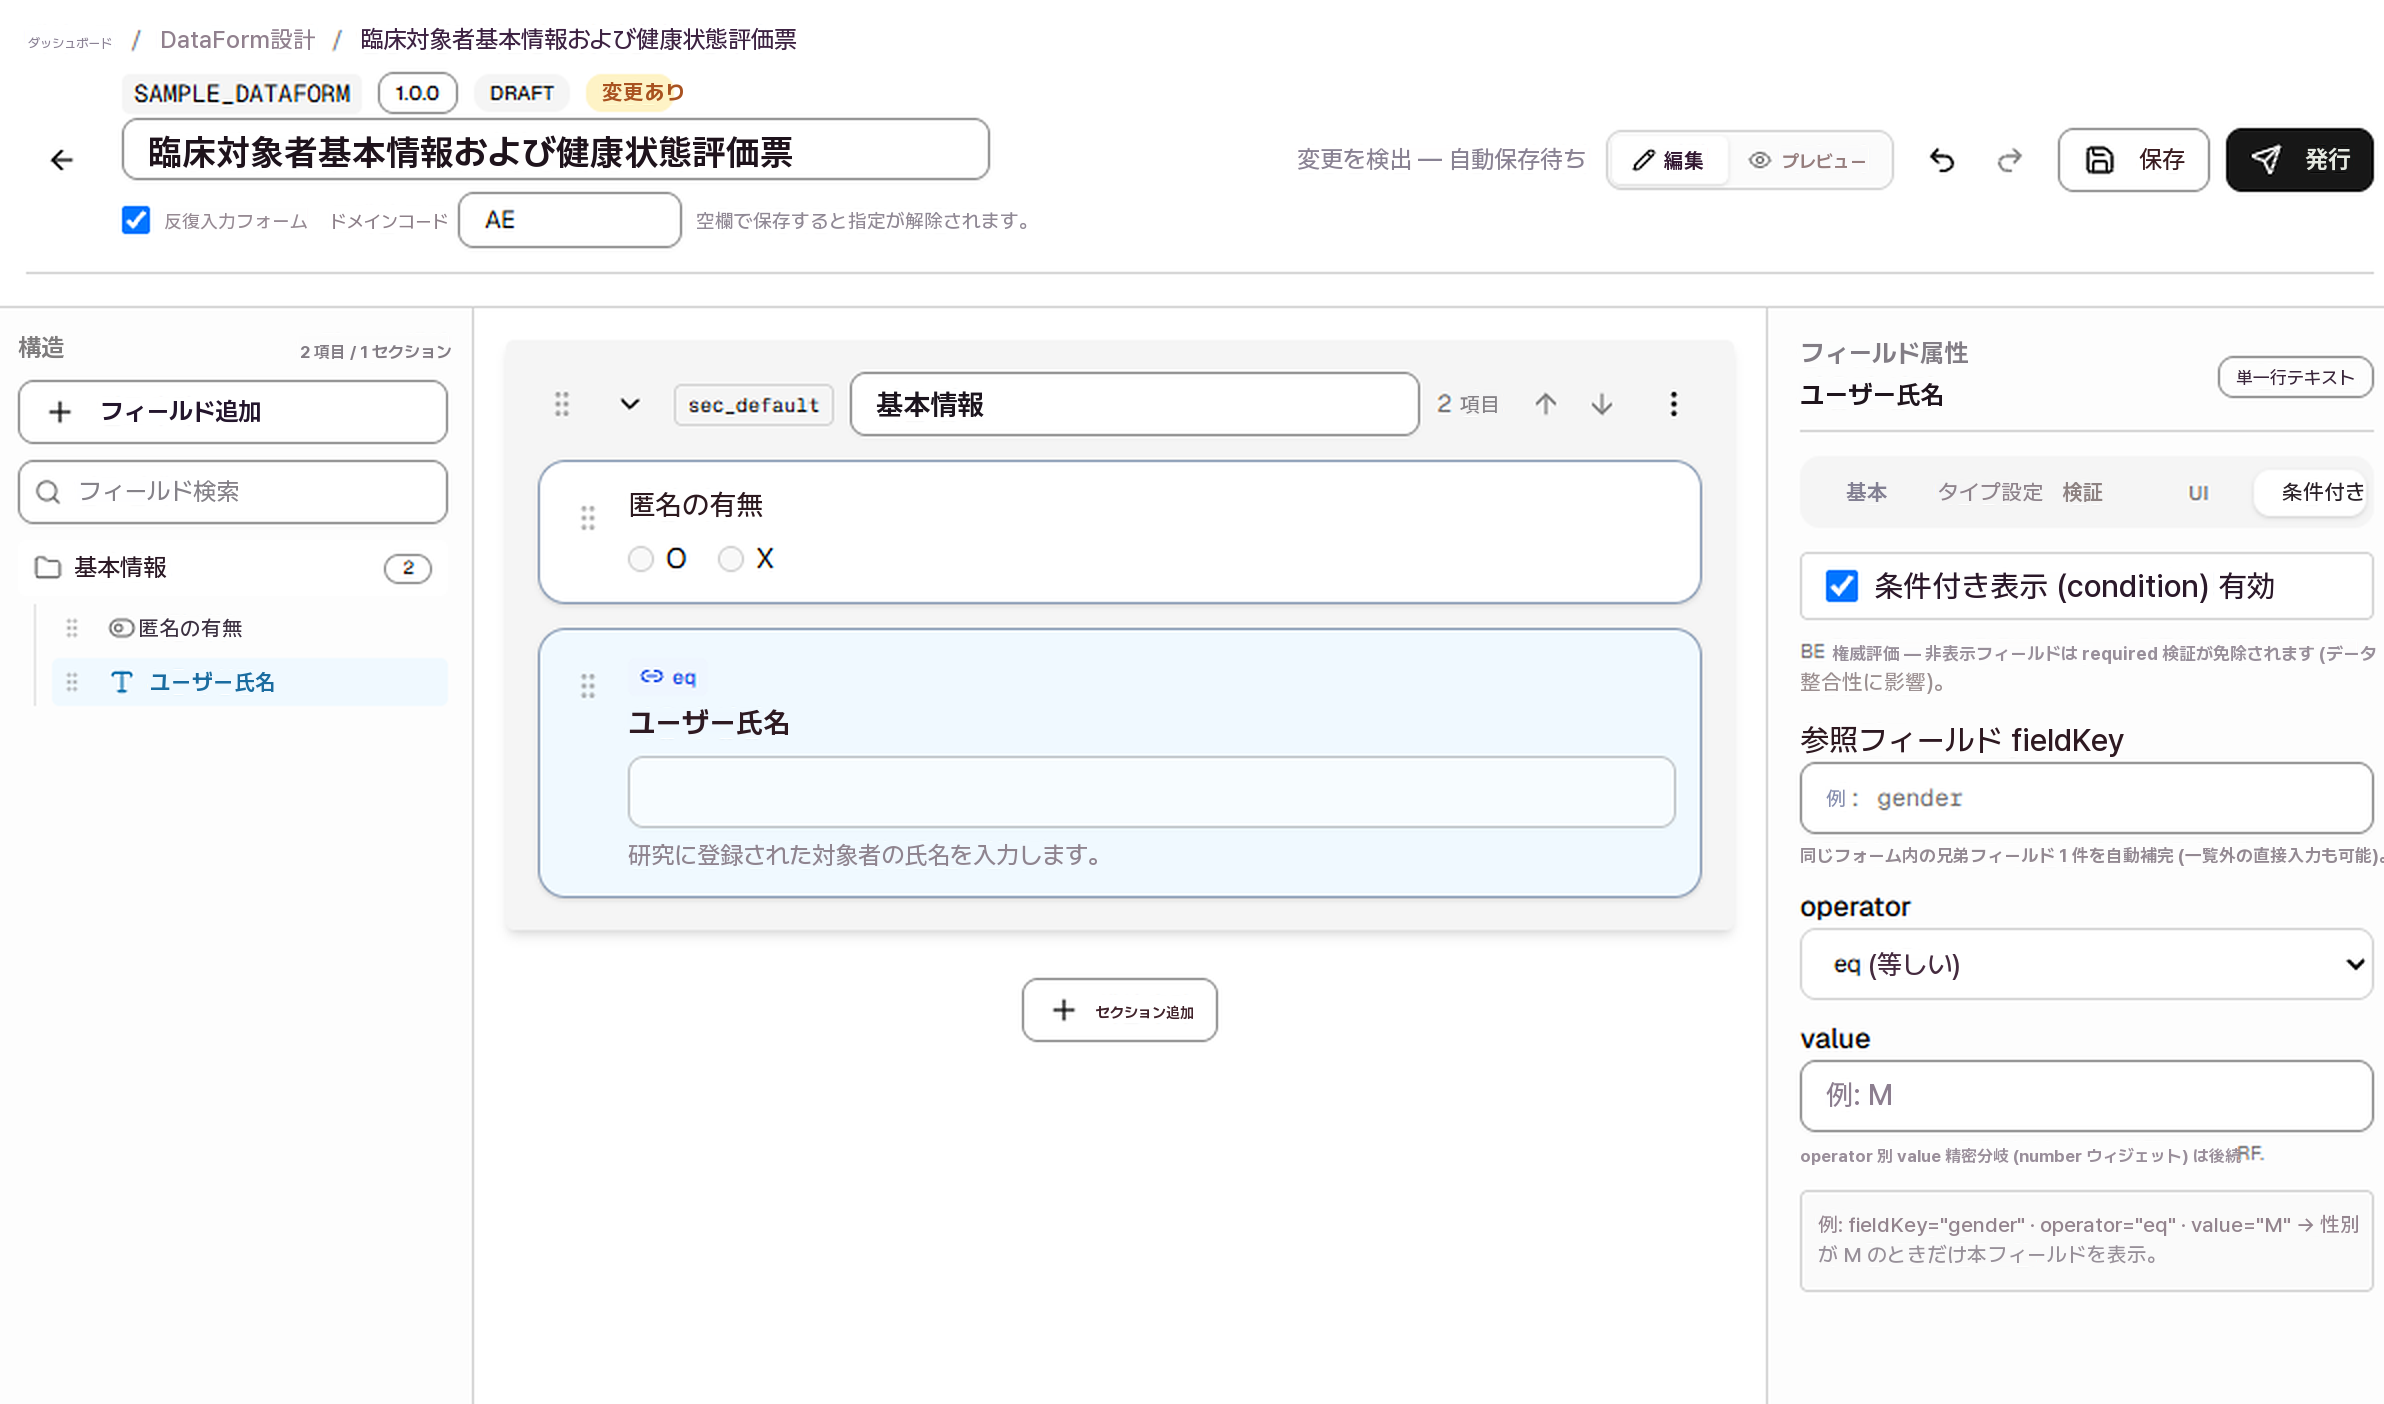 ダッシュボード / DataForm設計 / 臨床対象者基本情報および健康状態評価票
SAMPLE_DATAFORM 1.0.0 DRAFT 変更あり
臨床対象者基本情報および健康状態評価票
変更を検出 — 自動保存待ち 編集 プレビュー 保存 発行
反復入力フォーム ドメインコード AE 空欄で保存すると指定が解除されます。
構造 2 項目 / 1 セクション
フィールド追加
フィールド検索
基本情報 2
匿名の有無
ユーザー氏名
sec_default 基本情報 2 項目
匿名の有無
O X
eq
ユーザー氏名
研究に登録された対象者の氏名を入力します。
セクション追加
フィールド属性
ユーザー氏名 単一行テキスト
基本 タイプ設定 検証 UI 条件付き
条件付き表示 (condition) 有効
BE 権威評価 — 非表示フィールドは required 検証が免除されます (データ
整合性に影響)。
参照フィールド fieldKey
例： gender
同じフォーム内の兄弟フィールド 1 件を自動補完 (一覧外の直接入力も可能)。
operator
eq (等しい)
value
例: M
operator 別 value 精密分岐 (number ウィジェット) は後続RF.
例: fieldKey="gender" · operator="eq" · value="M" → 性別
が M のときだけ本フィールドを表示。